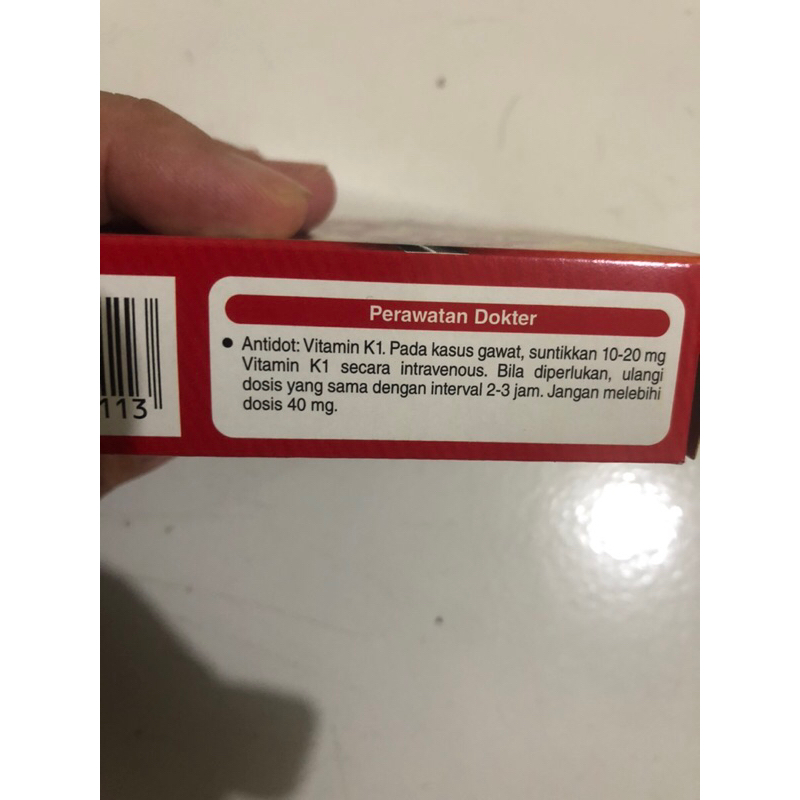 113
Perawatan Dokter
• Antidot: Vitamin K1. Pada kasus gawat, suntikkan 10-20 mg
Vitamin K1 secara intravenous. Bila diperlukan, ulangi
dosis yang sama dengan interval 2-3 jam. Jangan melebihi
dosis 40 mg.